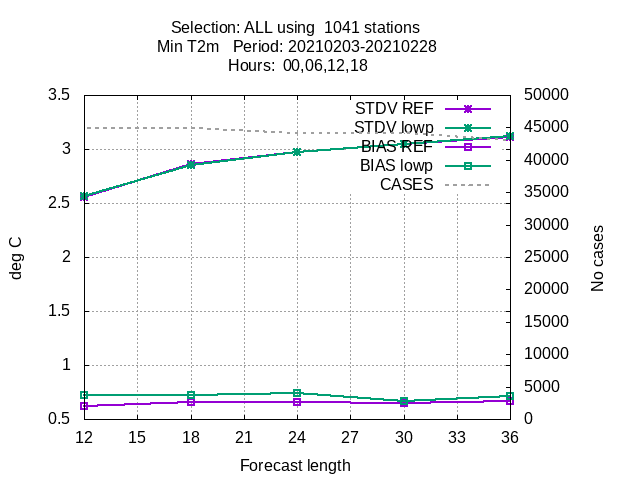 Selection: ALL using  1041 stations
Min T2m   Period: 20210203-20210228
Hours:  00,06,12,18
3.5
3
2.5
2
1.5
1
0.5
deg C
STDV REF
STDV lowp
BIAS REF
BIAS lowp
CASES
50000
45000
40000
35000
30000
25000
20000
15000
10000
5000
0
No cases
12 15 18 21 24 27 30 33 36
Forecast length